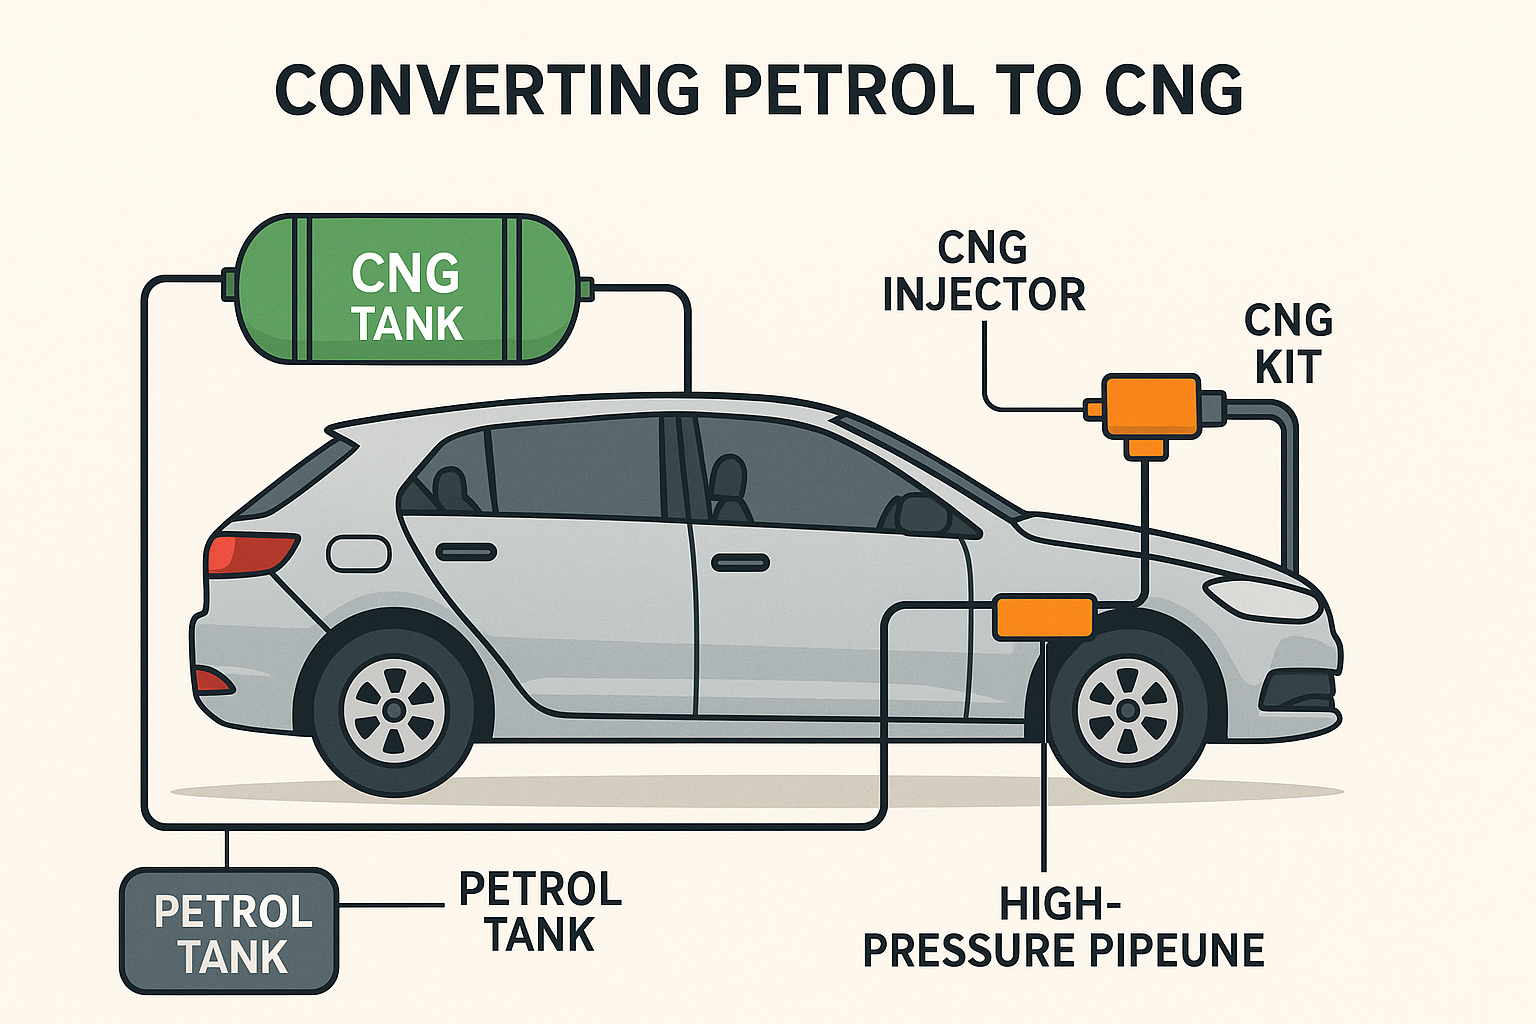 CONVERTING PETROL TO CNG
CNG
TANK
CNG
INJECTOR
CNG
KIT
PETROL
TANK
PETROL
TANK
HIGH-
PRESSURE PIPEUNE